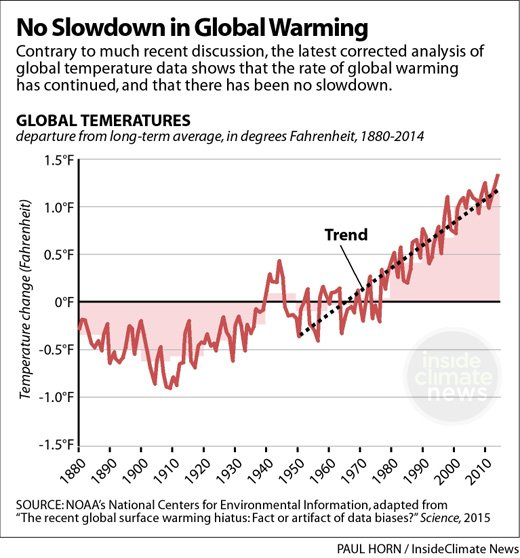 No Slowdown in Global Warming
Contrary to much recent discussion, the latest corrected analysis of
global temperature data shows that the rate of global warming
has continued, and that there has been no slowdown.
GLOBAL TEMERATURES
departure from long-term average, in degrees Fahrenheit, 1880-2014
Temperature change (Fahrenheit)
1.5°F
1.0°F
0.5°F
0°F
-0.5°F
-1.0°F
-1.5°F
Trend
inside
climate
news
1880
1890
1900
1910
1920
1930
1940
1950
1960
1970
1980
1990
2000
2010
SOURCE: NOAA's National Centers for Environmental Information, adapted from
"The recent global surface warming hiatus: Fact or artifact of data biases?" Science, 2015
PAUL HORN / InsideClimate News